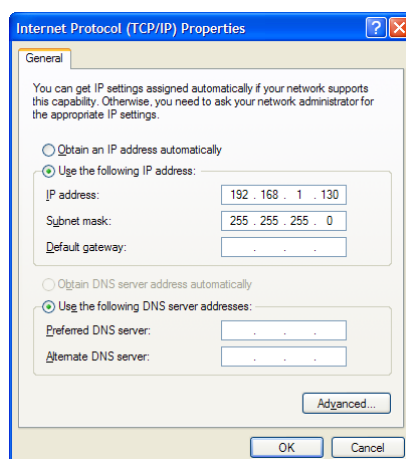 Internet Protocol (TCP/IP) Properties
General
You can get IP settings assigned automatically if your network supports
this capability. Otherwise, you need to ask your network administrator for
the appropriate IP settings.
Obtain an IP address automatically
Use the following IP address:
IP address: 192 . 168 . 1 . 130
Subnet mask: 255 . 255 . 255 . 0
Default gateway: . . .
Obtain DNS server address automatically
Use the following DNS server addresses:
Preferred DNS server: . . .
Alternate DNS server: . . .
Advanced...
OK Cancel